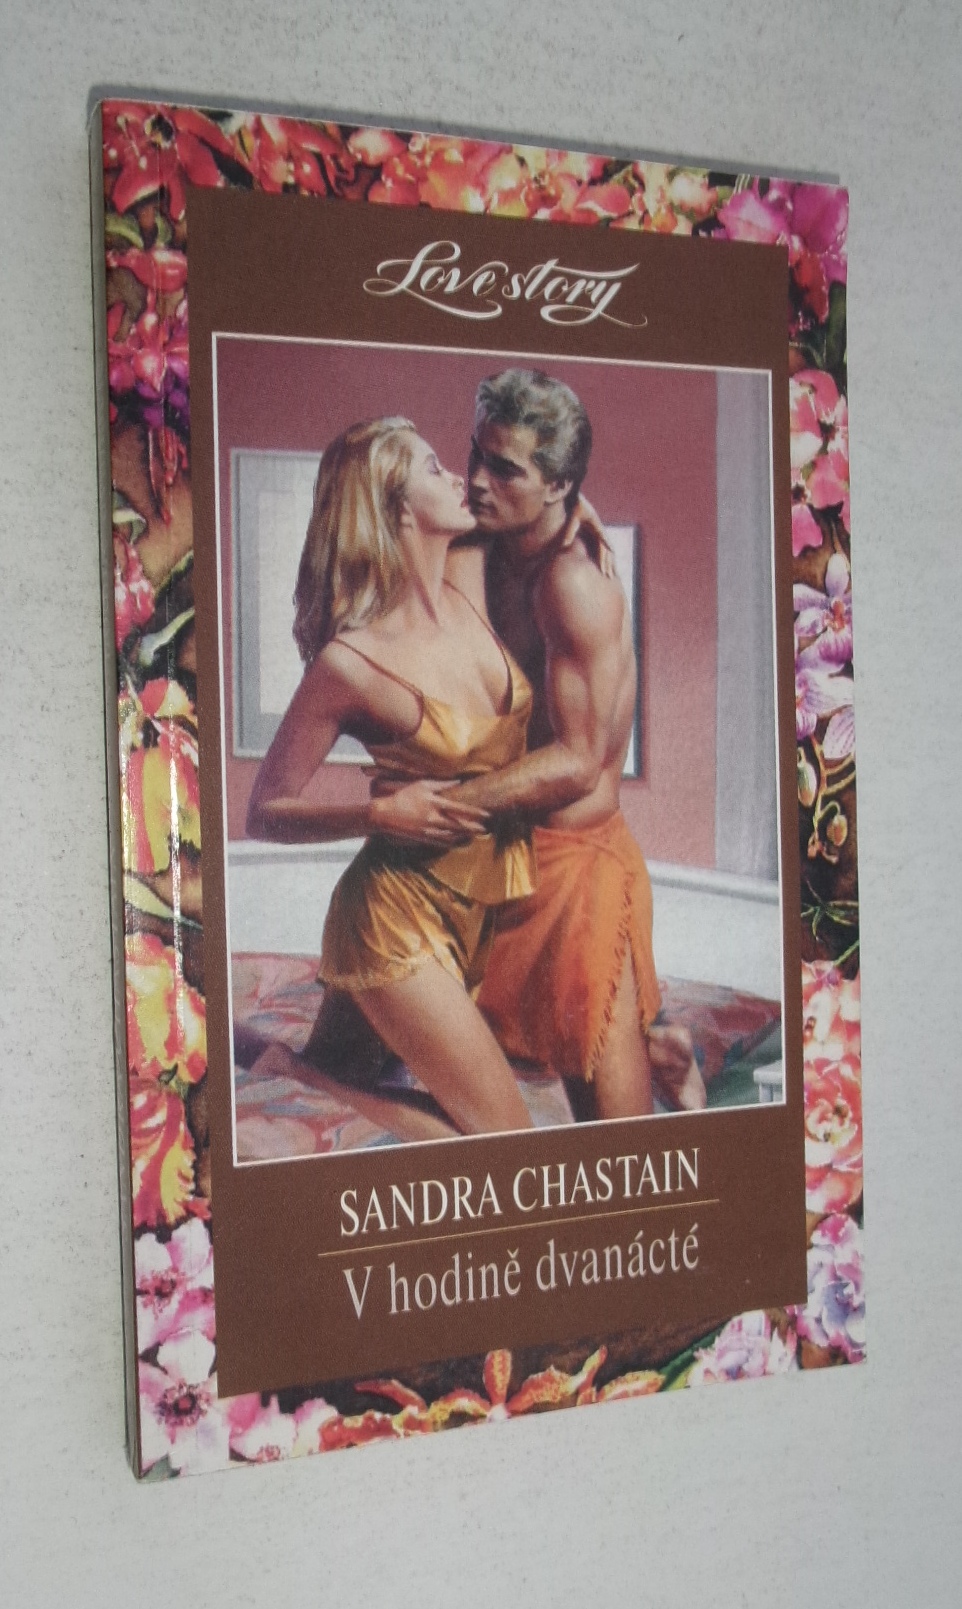 Love story
SANDRA CHASTAIN
V hodině dvanácté